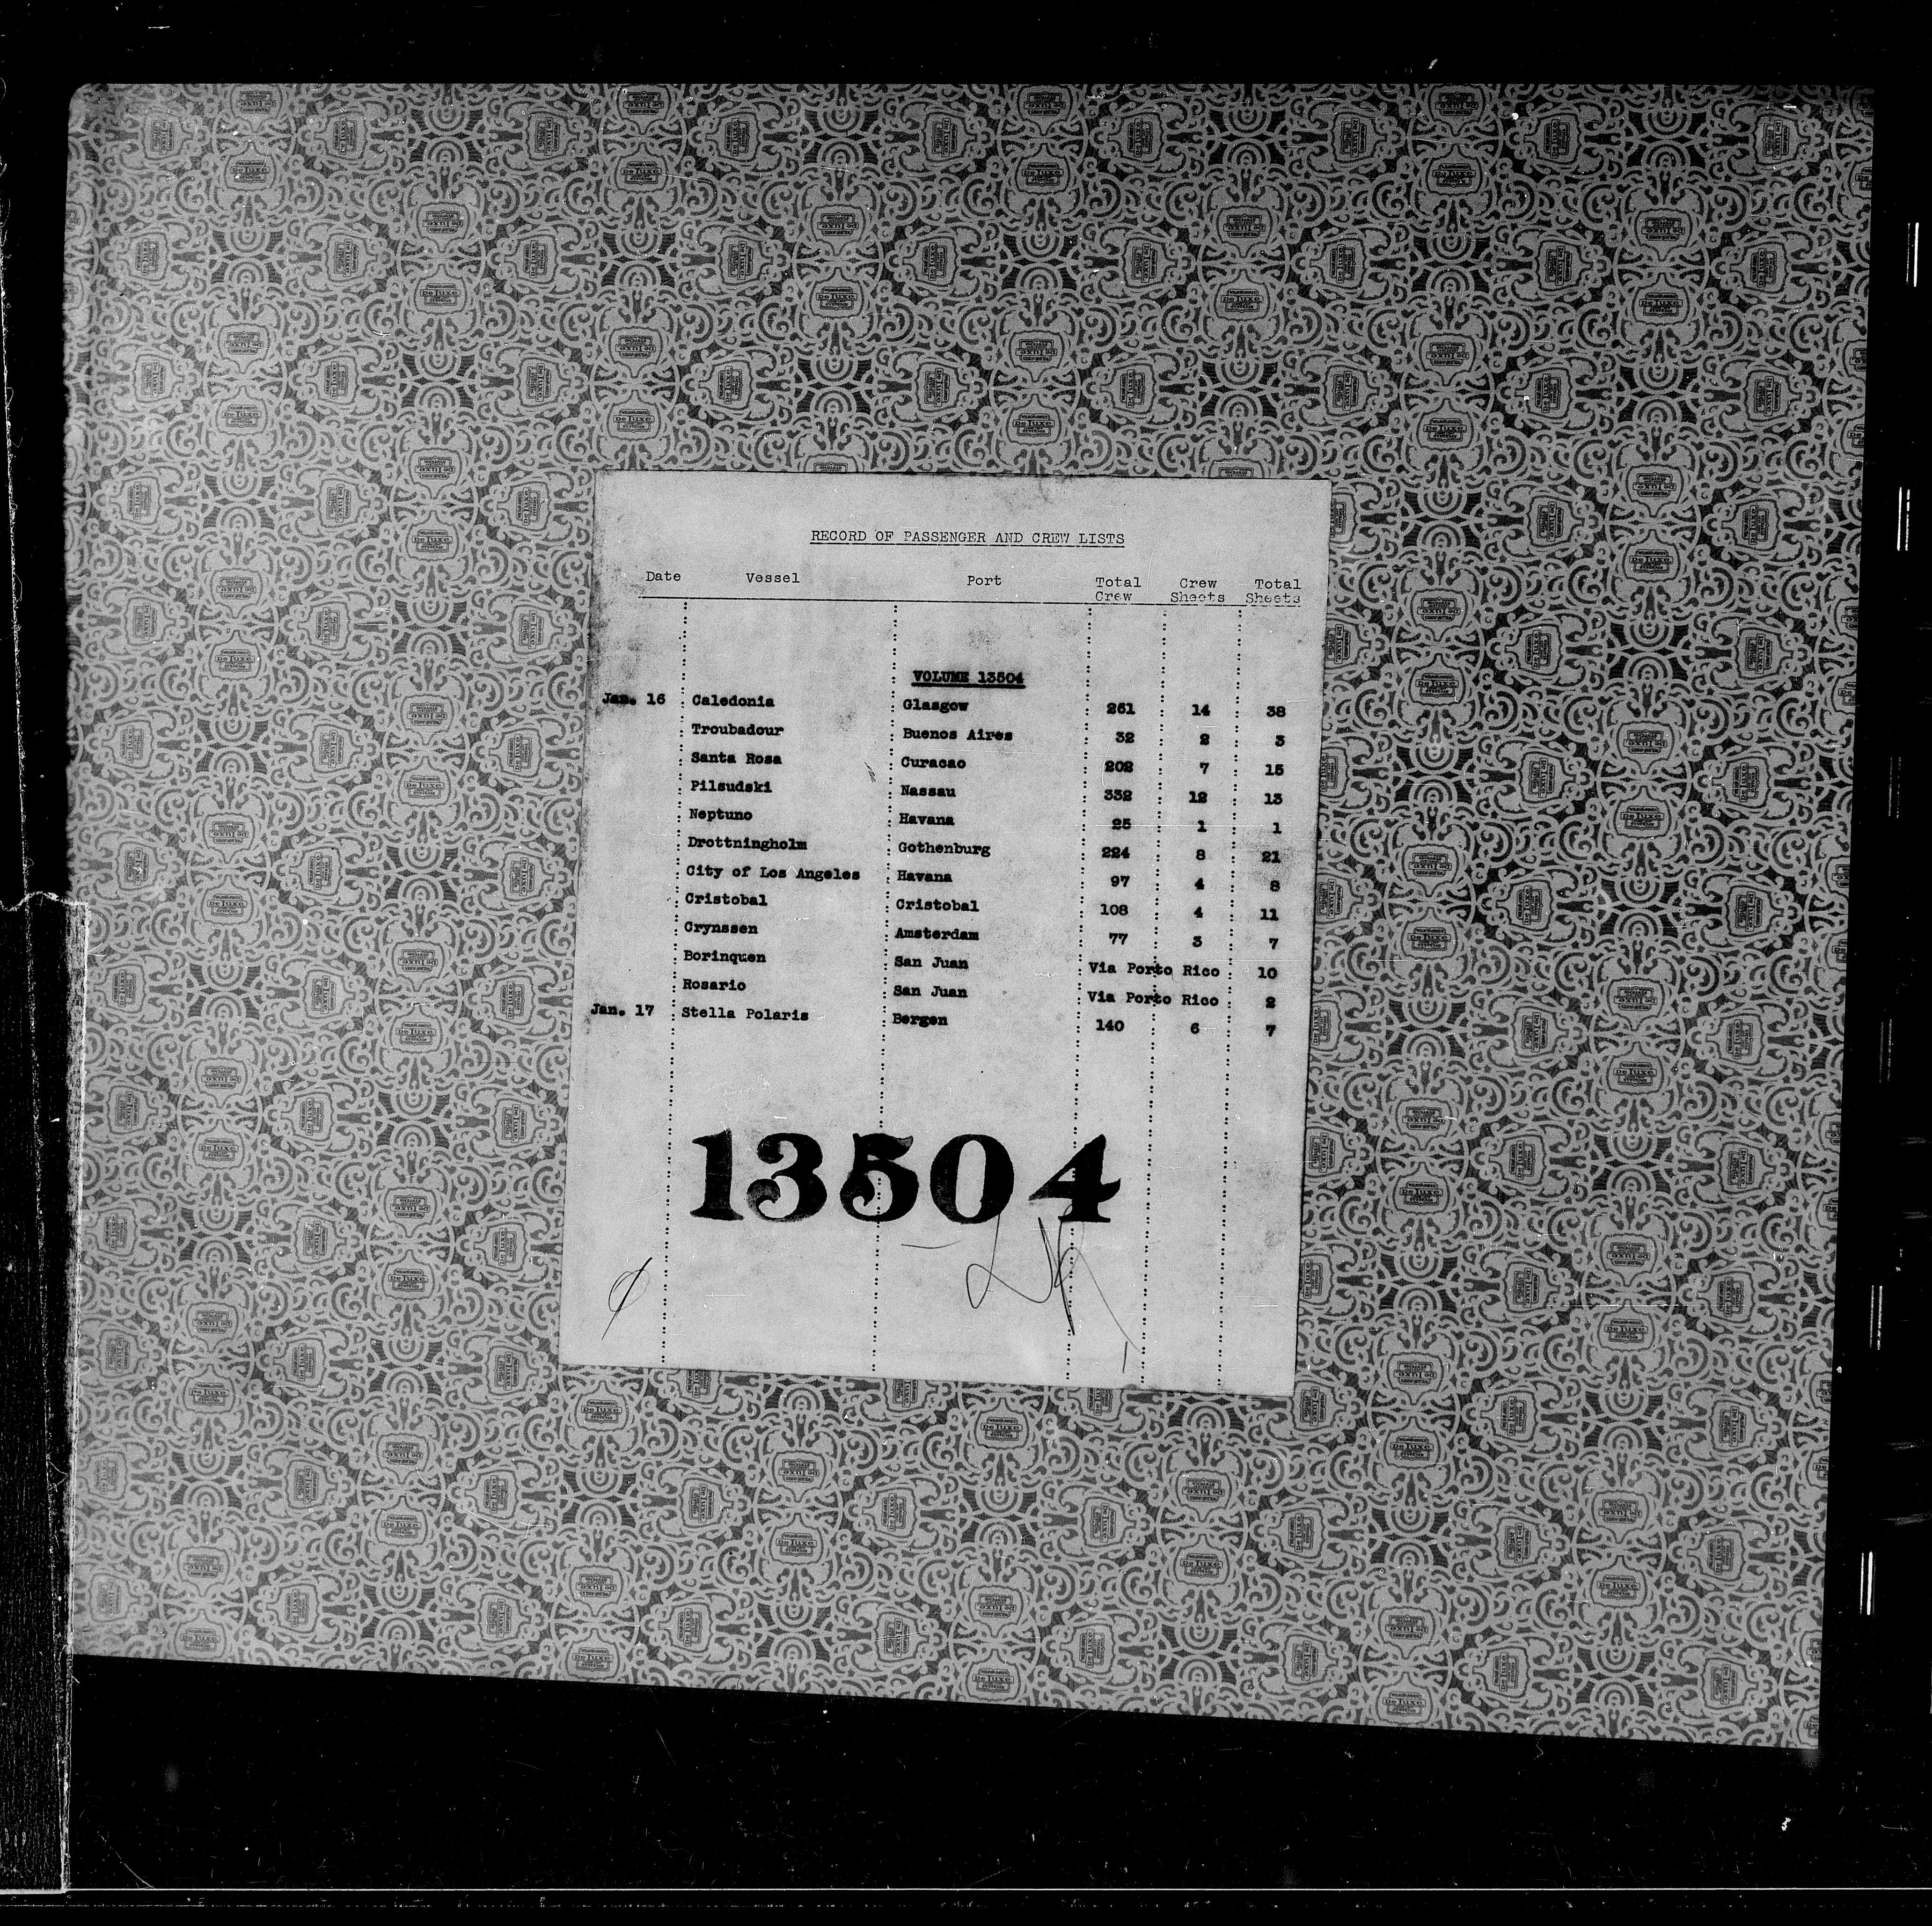 RECORD OF PASSENGER AND CREW LISTS
Date Vessel Port Total Crew Crew Sheets Total Sheets
VOLUME 13504
Jan. 16 Caledonia Glasgow 261 14 38
Troubadour Buenos Aires 32 2 3
Santa Rosa Curacao 202 7 15
Pilsudski Nassau 332 12 13
Neptuno Havana 25 1 1
Drottningholm Gothenburg 224 8 21
City of Los Angeles Havana 97 4 8
Cristobal Cristobal 108 4 11
Crynssen Amsterdam 77 3 7
Borinquen San Juan Via Porto Rico 10
Rosario San Juan Via Porto Rico 2
Jan. 17 Stella Polaris Bergen 140 6 7
13504